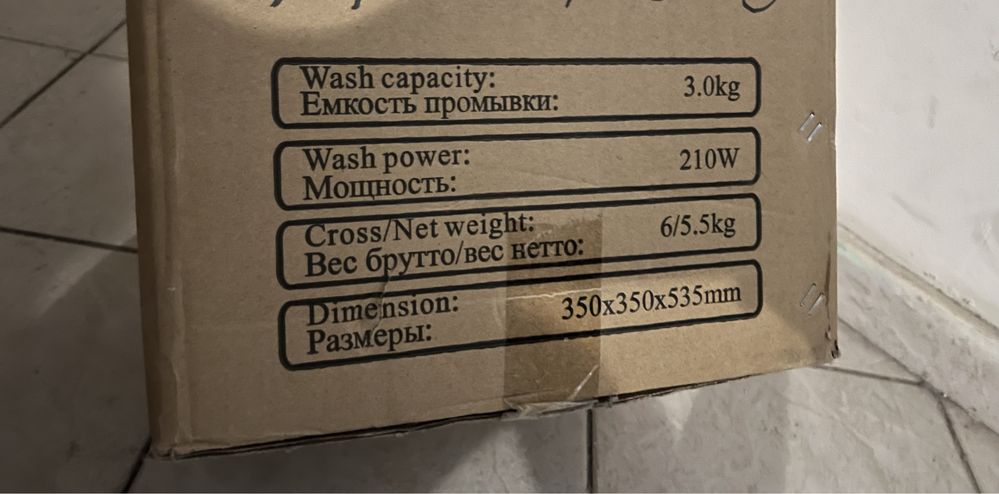 Wash capacity: 3.0kg
Емкость промывки:
Wash power: 210W
Мощность:
Cross/Net weight: 6/5.5kg
Вес брутто/вес нетто:
Dimension: 350x350x535mm
Размеры: